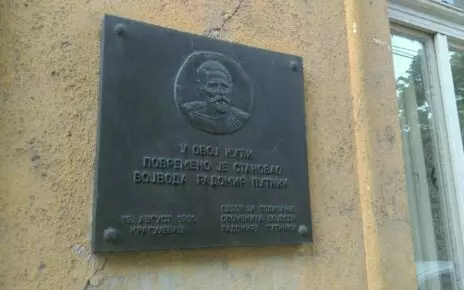 У ОВОЈ КУЋИ
ПОВРЕМЕНО ЈЕ СТАНОВАО
ВОЈВОДА РАДОМИР ПУТНИК
АВГУСТ
КРАГУЈЕВАЦ
ОДБОР ЗА ПОДИЗАЊЕ
СПОМЕНИКА ВОЈВОДИ
РАДОМИРУ ПУТНИКУ